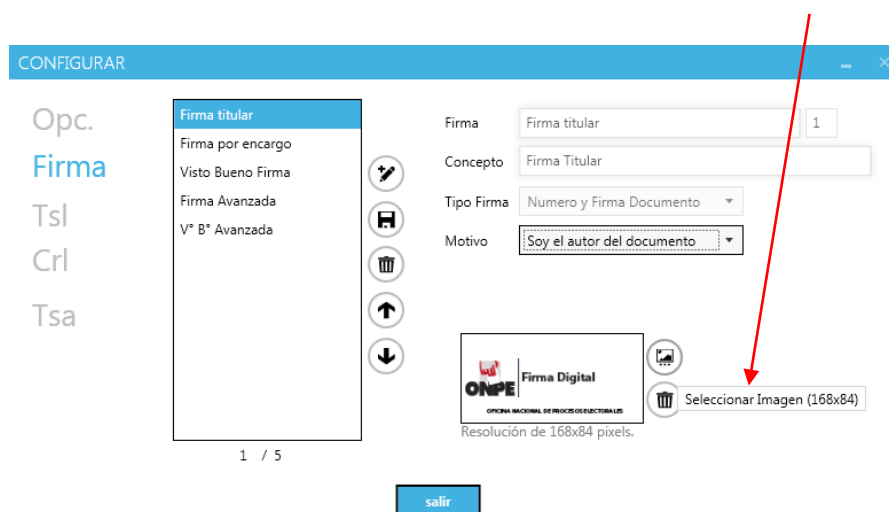 CONFIGURAR
Opc.
Firma
Tsl
Crl
Tsa
Firma titular
Firma por encargo
Visto Bueno Firma
Firma Avanzada
V° B° Avanzada
1 / 5
Firma Firma titular 1
Concepto Firma Titular
Tipo Firma Numero y Firma Documento
Motivo Soy el autor del documento
ONPE Firma Digital
OFICINA NACIONAL DE PROCESOS ELECTORALES
Seleccionar Imagen (168x84)
Resolución de 168x84 pixels.
salir